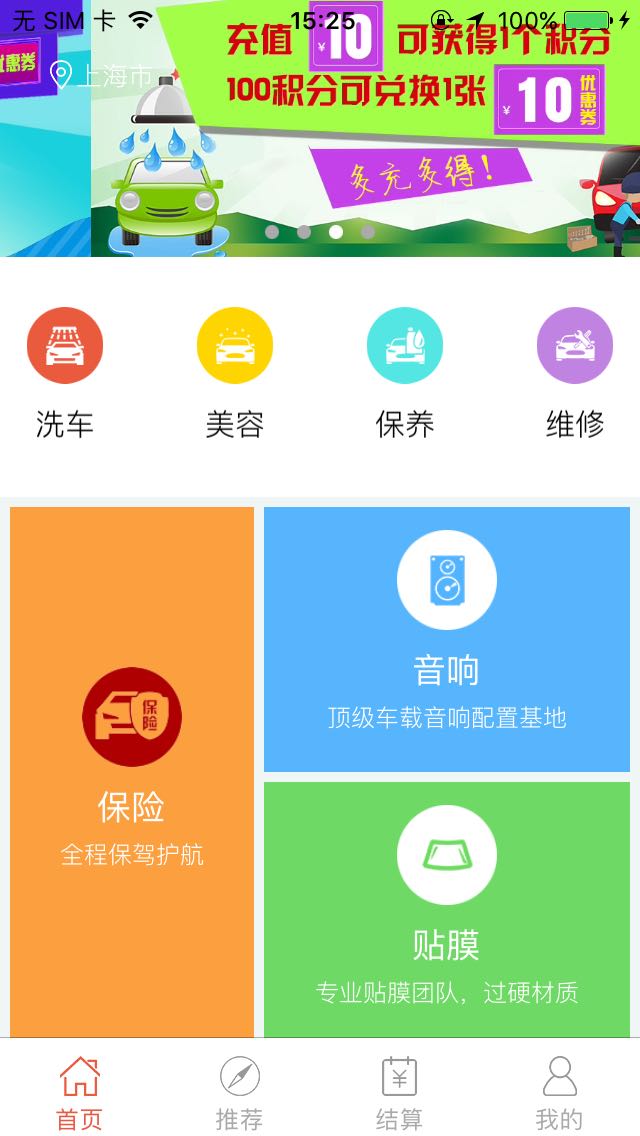 无 SIM 卡 15:25 100%
优惠券
上海市
充值 ¥10 可获得1个积分
100积分可兑换1张 ¥10 优惠券
多充多得！
洗车 美容 保养 维修
保险
保险
全程保驾护航
音响
顶级车载音响配置基地
贴膜
专业贴膜团队，过硬材质
首页 推荐 结算 我的